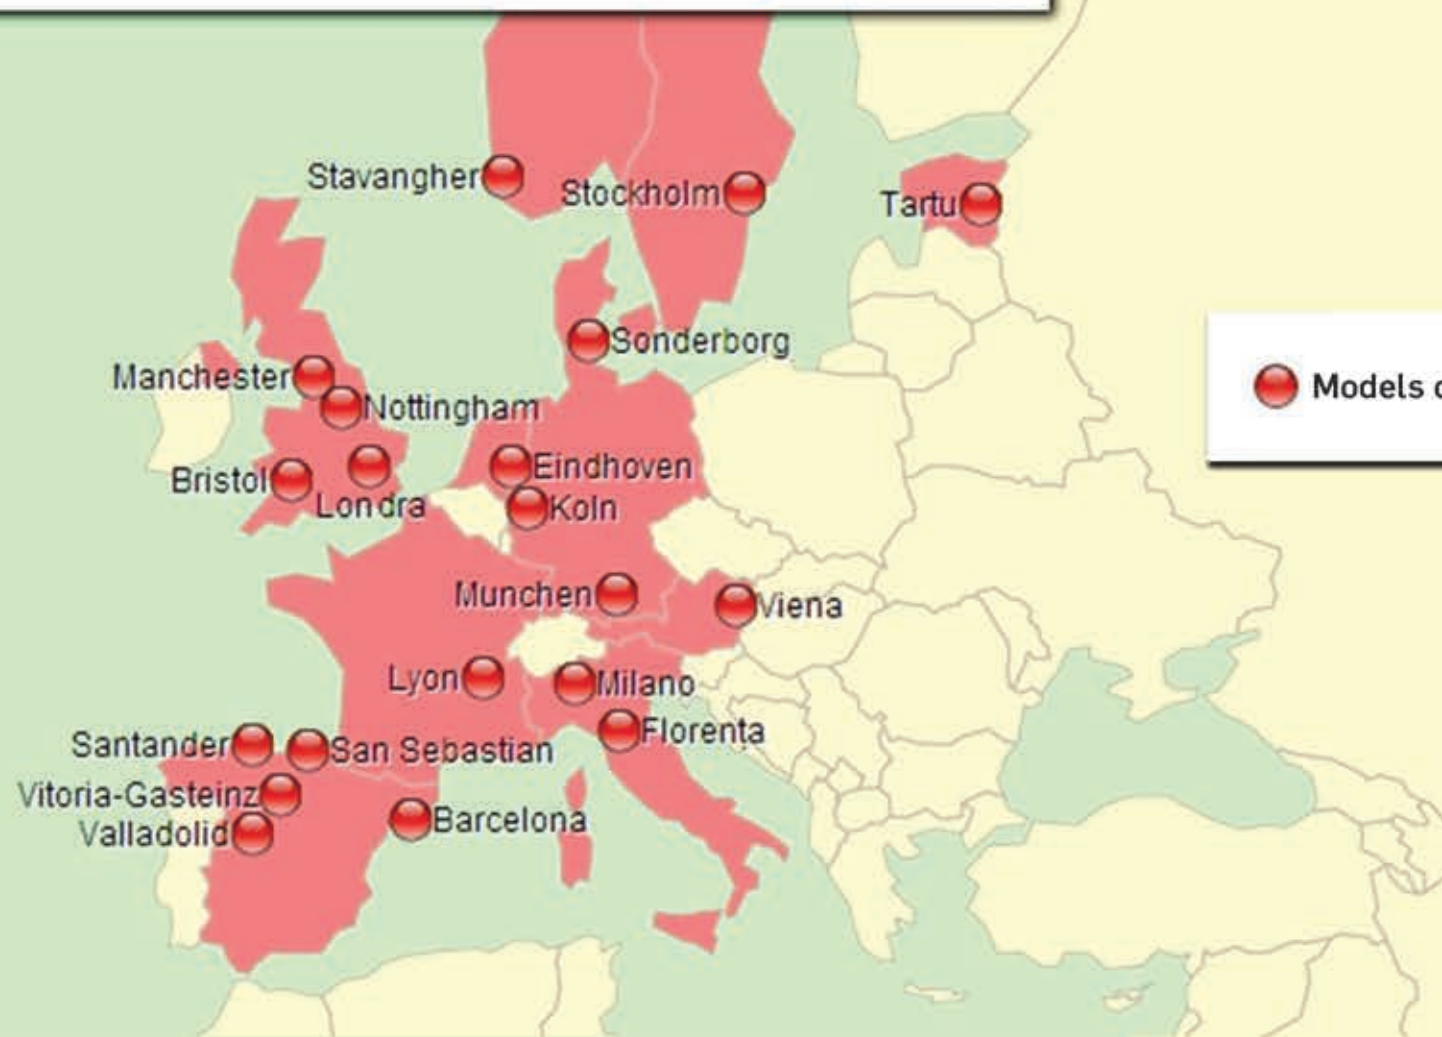 Stavangher
Stockholm
Tartu
Sonderborg
Manchester
Nottingham
Bristol
Eindhoven
Londra
Koln
Munchen
Viena
Lyon
Milano
Florenta
Santander
San Sebastian
Vitoria-Gasteinz
Valladolid
Barcelona
Models